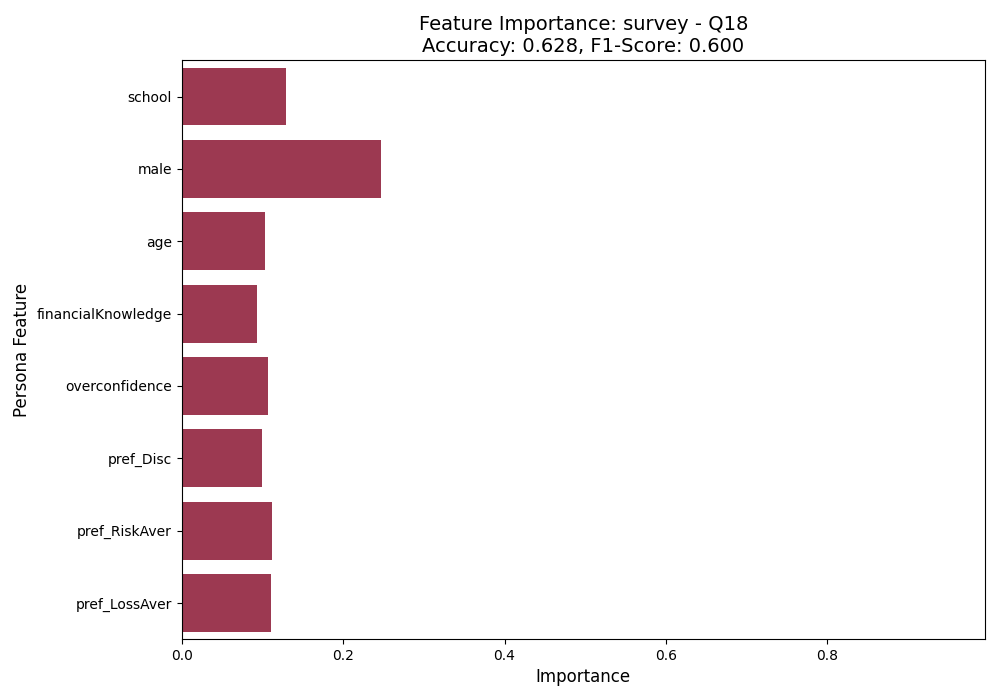 Feature Importance: survey - Q18
Accuracy: 0.628, F1-Score: 0.600
Persona Feature
school
male
age
financialKnowledge
overconfidence
pref_Disc
pref_RiskAver
pref_LossAver
0.0 0.2 0.4 0.6 0.8
Importance